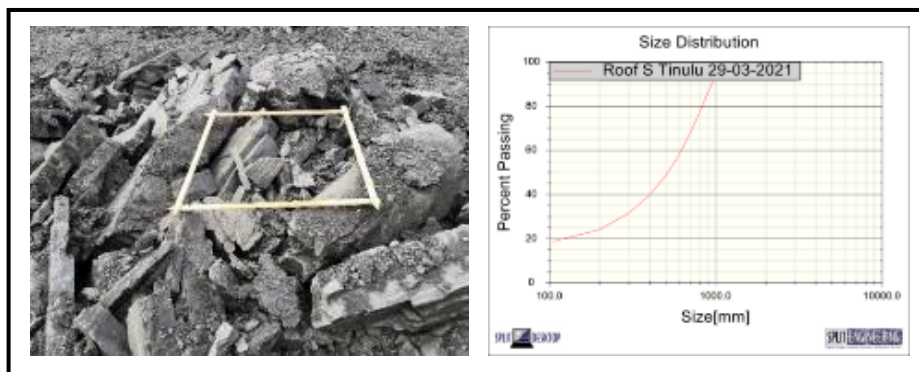 Size Distribution
Roof S Tinulu 29-03-2021
Percent Passing
100
80
60
40
20
0
100.0
1000.0
10000.0
Size[mm]
SPLIT DESKTOP
SPLIT ENGINEERING